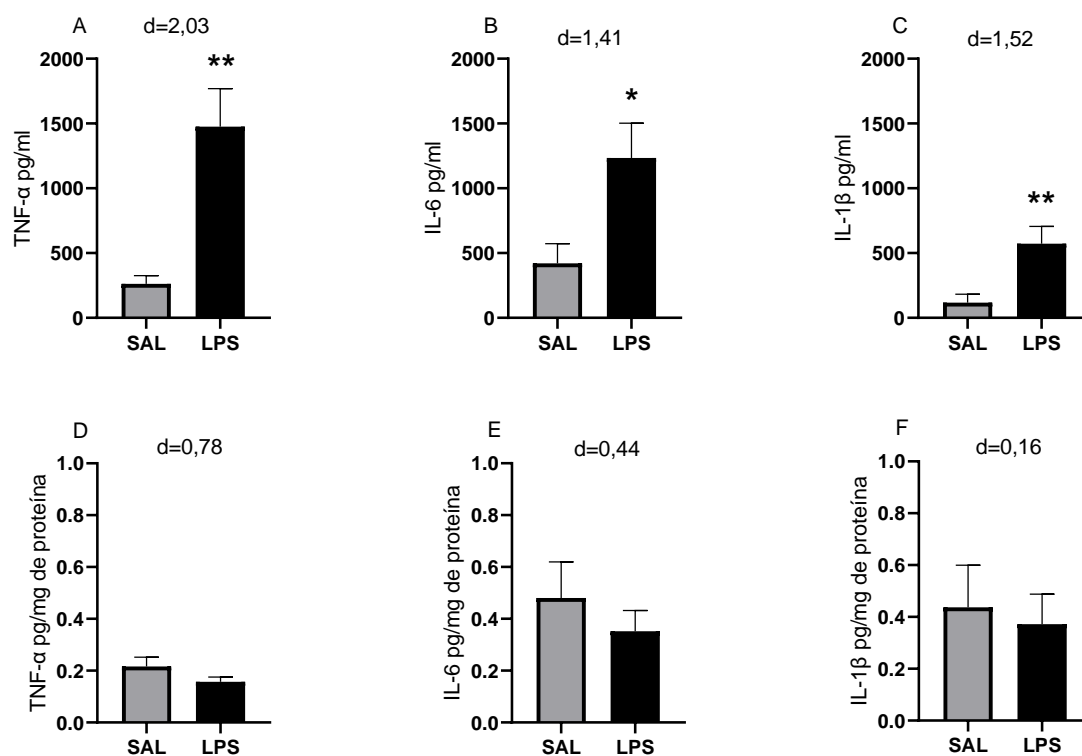 A
d=2,03
2000
1500
1000
500
0
TNF-α pg/ml
**
SAL
LPS
B
d=1,41
2000
1500
1000
500
0
IL-6 pg/ml
*
SAL
LPS
C
d=1,52
2000
1500
1000
500
0
IL-1β pg/ml
**
SAL
LPS
D
d=0,78
1.0
0.8
0.6
0.4
0.2
0.0
TNF-α pg/mg de proteína
SAL
LPS
E
d=0,44
1.0
0.8
0.6
0.4
0.2
0.0
IL-6 pg/mg de proteína
SAL
LPS
F
d=0,16
1.0
0.8
0.6
0.4
0.2
0.0
IL-1β pg/mg de proteína
SAL
LPS